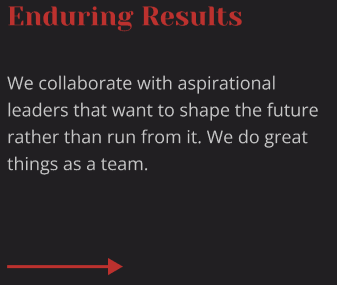 Enduring Results
We collaborate with aspirational
leaders that want to shape the future
rather than run from it. We do great
things as a team.